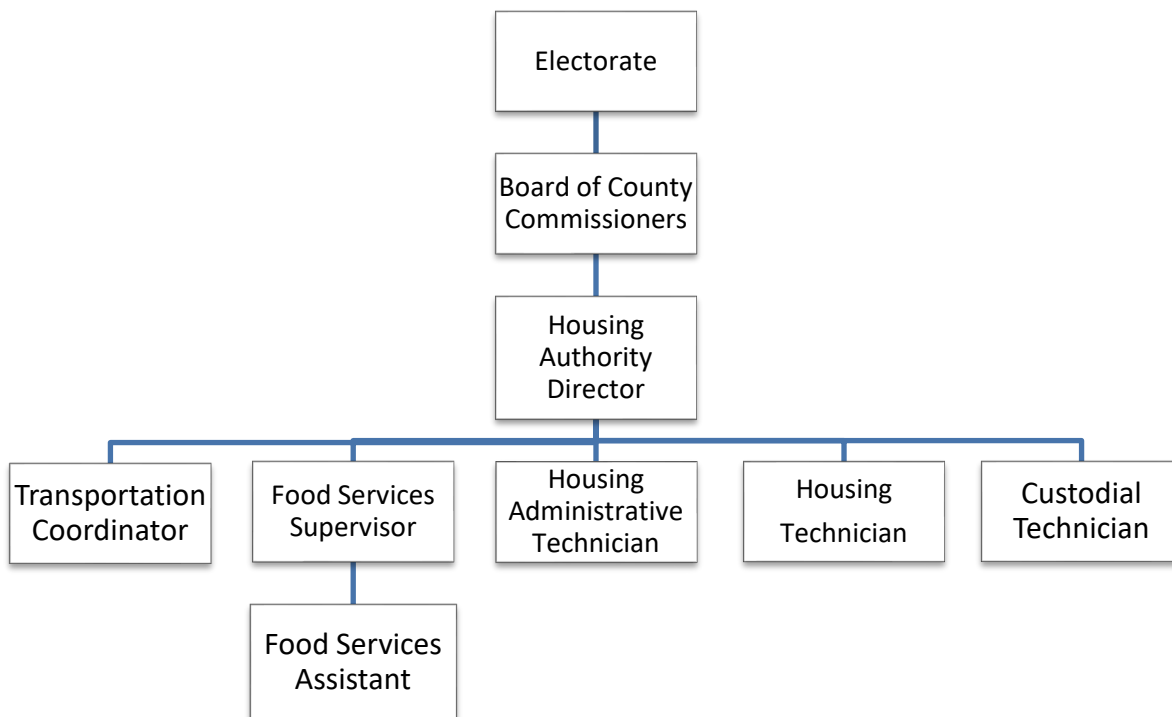 Electorate
Board of County
Commissioners
Housing
Authority
Director
Transportation
Coordinator
Food Services
Supervisor
Housing
Administrative
Technician
Housing
Technician
Custodial
Technician
Food Services
Assistant